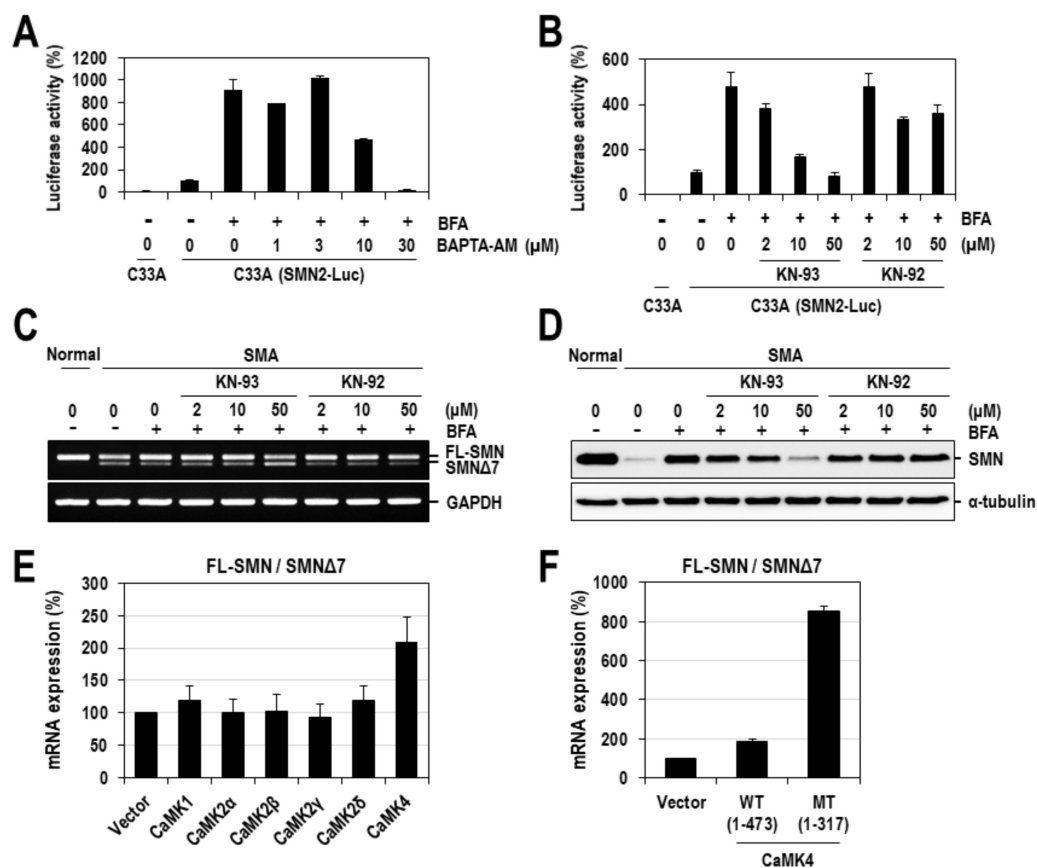 A
Luciferase activity (%)
1200
1000
800
600
400
200
0
- - + + + + + BFA
0 0 0 1 3 10 30 BAPTA-AM (μM)
C33A C33A (SMN2-Luc)
B
Luciferase activity (%)
600
400
200
0
- - + + + + + + + BFA
0 0 0 2 10 50 2 10 50 (μM)
KN-93 KN-92
C33A C33A (SMN2-Luc)
C
Normal SMA
KN-93 KN-92
0 0 0 2 10 50 2 10 50 (μM)
- - + + + + + + + BFA
FL-SMN
SMNΔ7
GAPDH
D
Normal SMA
KN-93 KN-92
0 0 0 2 10 50 2 10 50 (μM)
- - + + + + + + + BFA
SMN
α-tubulin
E
FL-SMN / SMNΔ7
mRNA expression (%)
300
250
200
150
100
50
0
Vector CaMK1 CaMK2α CaMK2β CaMK2γ CaMK2δ CaMK4
F
FL-SMN / SMNΔ7
mRNA expression (%)
1000
800
600
400
200
0
Vector WT MT
(1-473) (1-317)
CaMK4